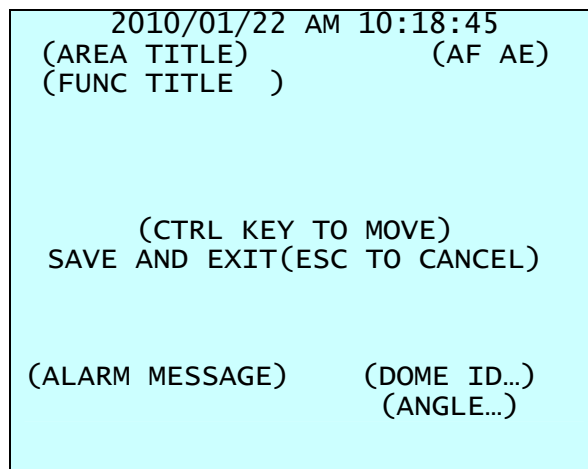 2010/01/22 AM 10:18:45
(AREA TITLE) (AF AE)
(FUNC TITLE )
(CTRL KEY TO MOVE)
SAVE AND EXIT(ESC TO CANCEL)
(ALARM MESSAGE) (DOME ID…)
(ANGLE…)